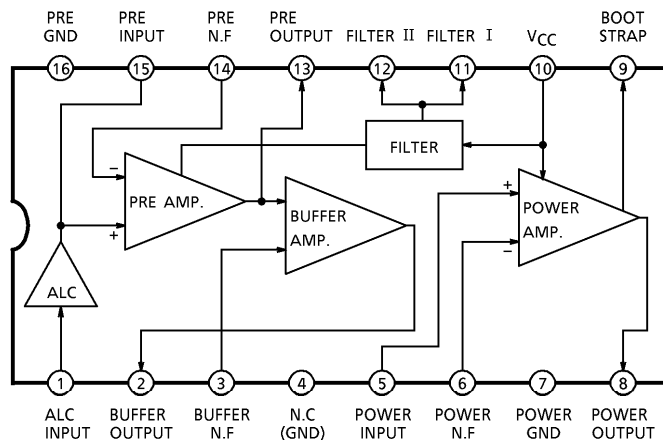 PRE PRE PRE PRE BOOT
GND INPUT N.F OUTPUT FILTER II FILTER I VCC STRAP
16 15 14 13 12 11 10 9
FILTER
− +
PRE AMP. BUFFER AMP. POWER AMP.
+ −
ALC
1 2 3 4 5 6 7 8
ALC BUFFER BUFFER N.C POWER POWER POWER POWER
INPUT OUTPUT N.F (GND) INPUT N.F GND OUTPUT